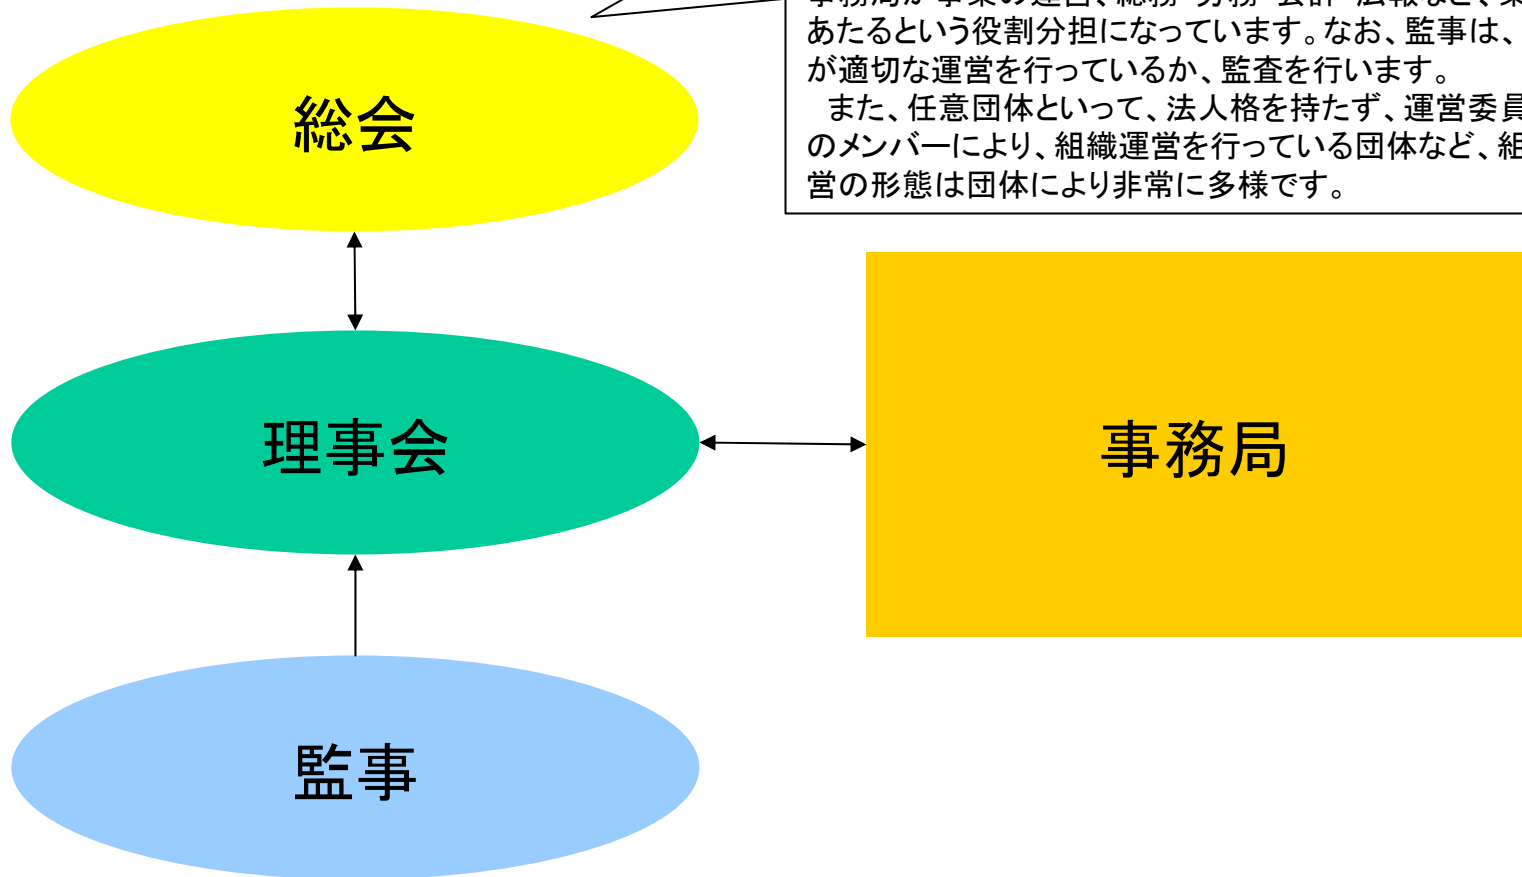 あたるという役割分担になっています。なお、監事は、
が適切な運営を行っているか、監査を行います。
また、任意団体といって、法人格を持たず、運営委員
のメンバーにより、組織運営を行っている団体など、組
営の形態は団体により非常に多様です。
総会
理事会
事務局
監事